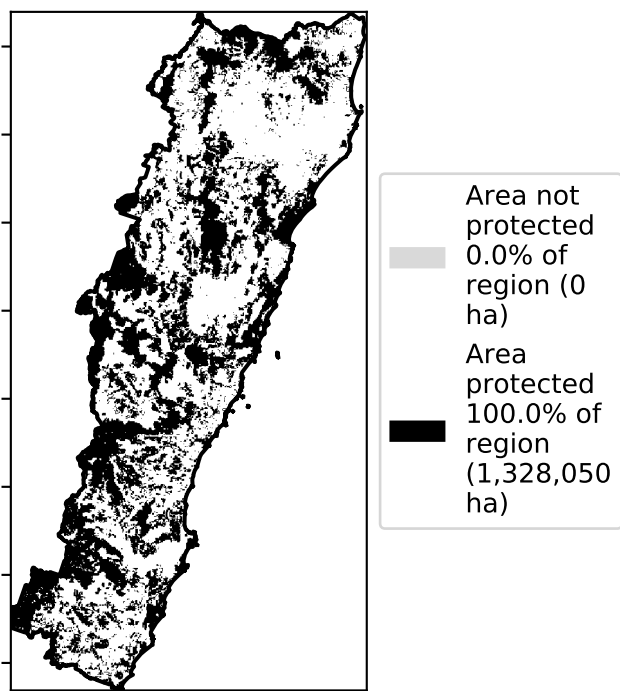 Area not
protected
0.0% of
region (0
ha)
Area
protected
100.0% of
region
(1,328,050
ha)